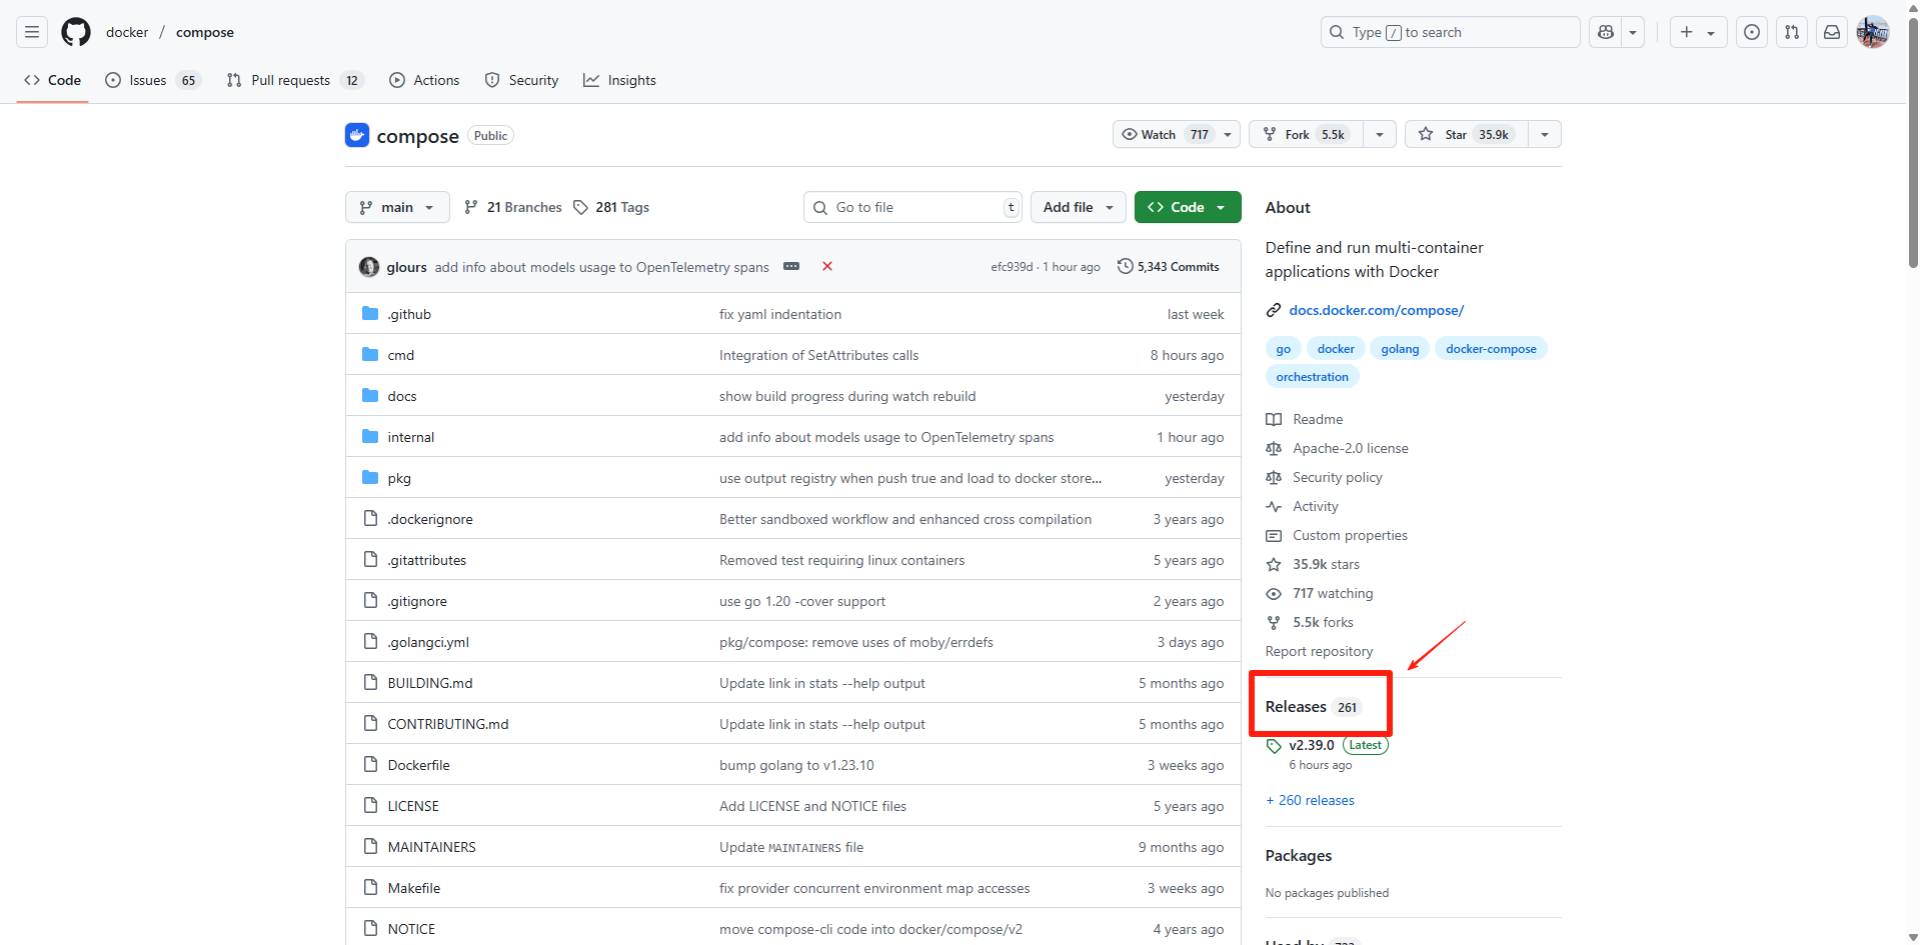 docker / compose
Type / to search
Code
Issues 65
Pull requests 12
Actions
Security
Insights
compose Public
Watch 717
Fork 5.5k
Star 35.9k
main
21 Branches
281 Tags
Go to file t
Add file
Code
glours add info about models usage to OpenTelemetry spans efc939d · 1 hour ago 5,343 Commits
.github fix yaml indentation last week
cmd Integration of SetAttributes calls 8 hours ago
docs show build progress during watch rebuild yesterday
internal add info about models usage to OpenTelemetry spans 1 hour ago
pkg use output registry when push true and load to docker store... yesterday
.dockerignore Better sandboxed workflow and enhanced cross compilation 3 years ago
.gitattributes Removed test requiring linux containers 5 years ago
.gitignore use go 1.20 -cover support 2 years ago
.golangci.yml pkg/compose: remove uses of moby/errdefs 3 days ago
BUILDING.md Update link in stats --help output 5 months ago
CONTRIBUTING.md Update link in stats --help output 5 months ago
Dockerfile bump golang to v1.23.10 3 weeks ago
LICENSE Add LICENSE and NOTICE files 5 years ago
MAINTAINERS Update MAINTAINERS file 9 months ago
Makefile fix provider concurrent environment map accesses 3 weeks ago
NOTICE move compose-cli code into docker/compose/v2 4 years ago
About
Define and run multi-container
applications with Docker
docs.docker.com/compose/
go docker golang docker-compose
orchestration
Readme
Apache-2.0 license
Security policy
Activity
Custom properties
35.9k stars
717 watching
5.5k forks
Report repository
Releases 261
v2.39.0 Latest
6 hours ago
+ 260 releases
Packages
No packages published